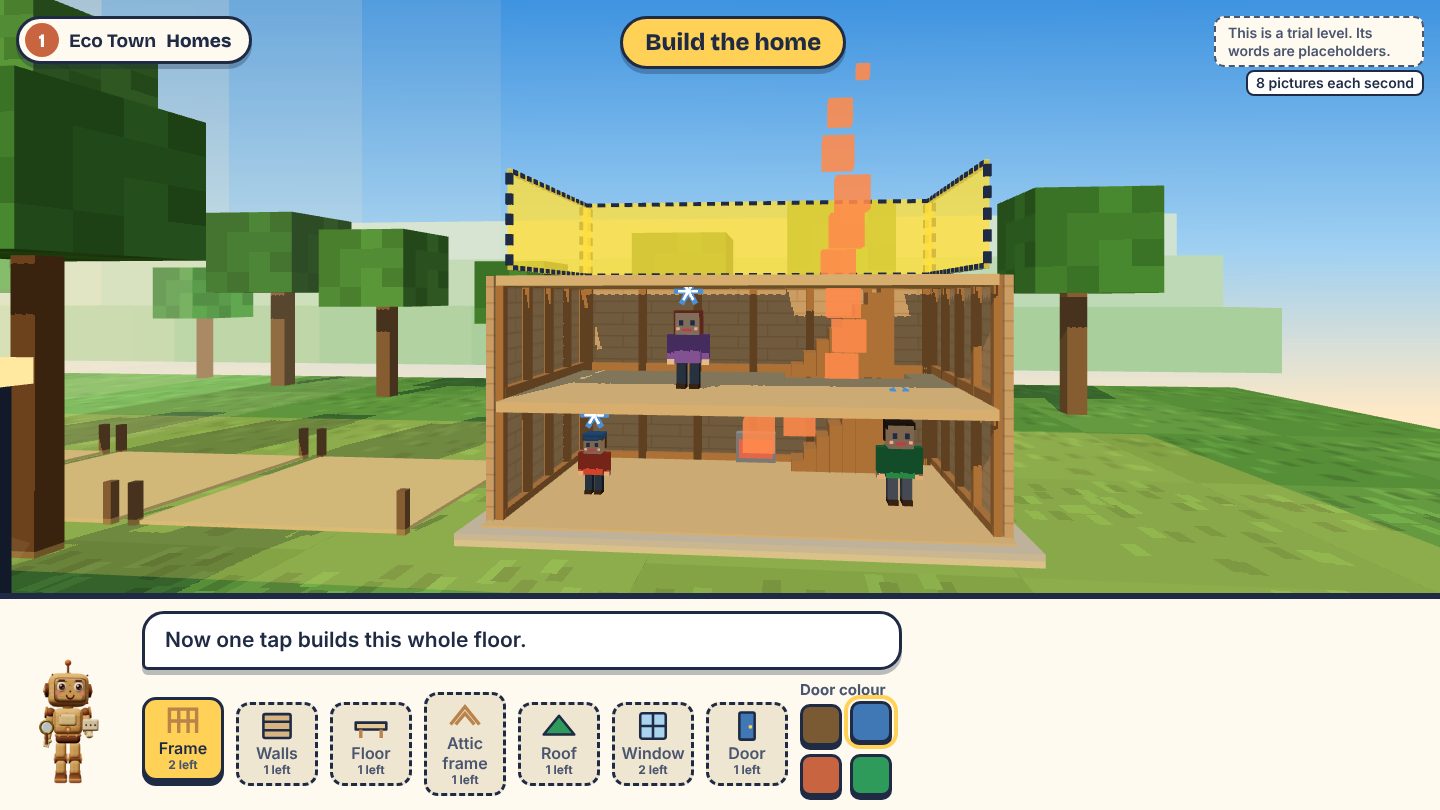 1 Eco Town Homes
Build the home
This is a trial level. Its
words are placeholders.
8 pictures each second
Now one tap builds this whole floor.
Door colour
Frame
2 left
Walls
1 left
Floor
1 left
Attic
frame
1 left
Roof
1 left
Window
2 left
Door
1 left